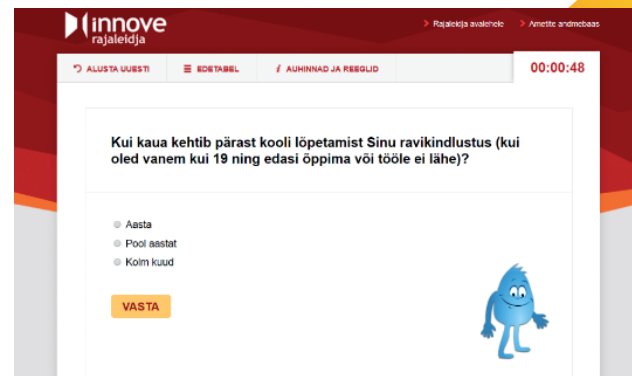 innove
rajaleidja
Rajaleidja avalehele
Ametite andmebaas
ALUSTA UUESTI
EDETABEL
AUHINNAD JA REEGLID
00:00:48
Kui kaua kehtib pärast kooli lõpetamist Sinu ravikindlustus (kui
oled vanem kui 19 ning edasi õppima või tööle ei lähe)?
Aasta
Pool aastat
Kolm kuud
VASTA